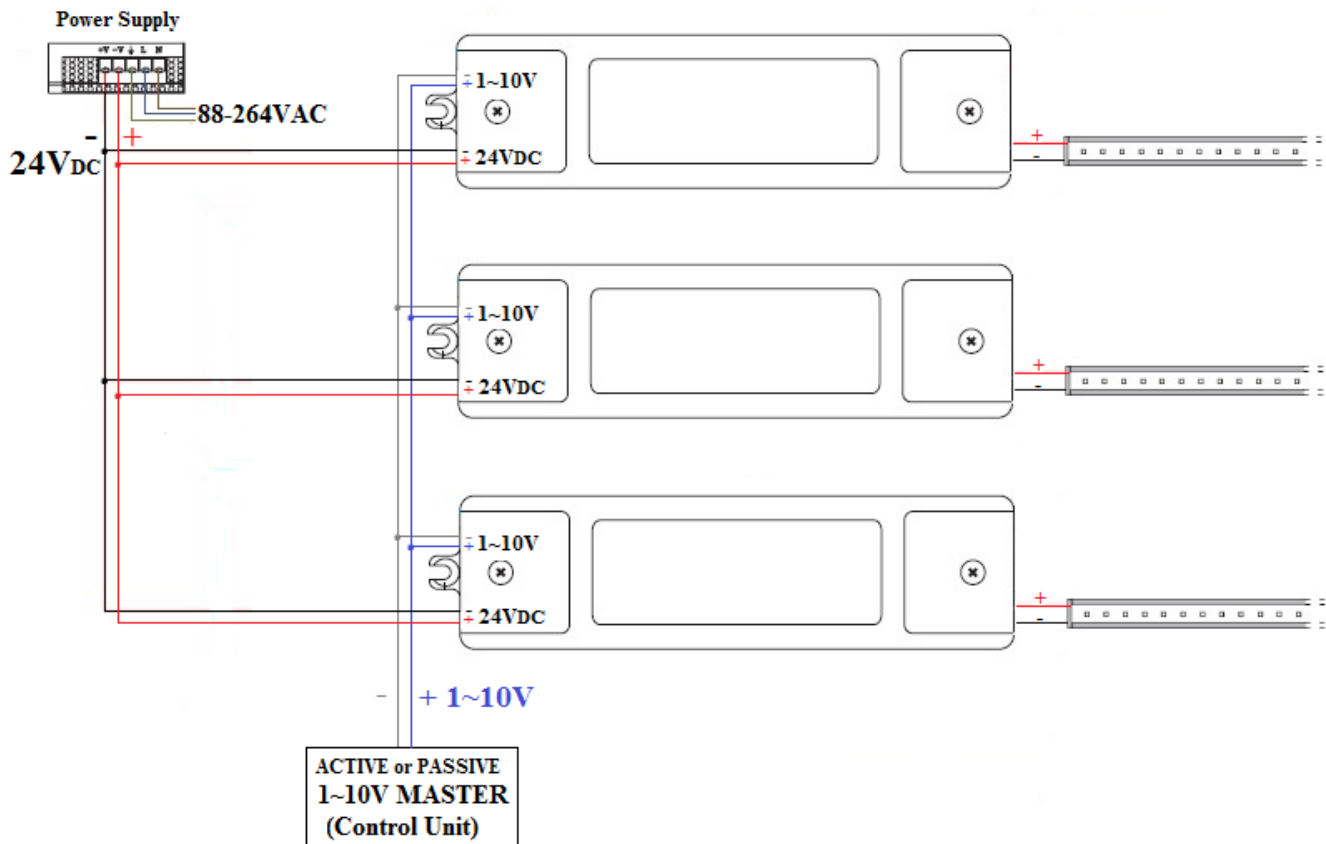 Power Supply
+V -V ⏚ L N
88-264VAC
- +
24VDC
- 1~10V
+
- 24VDC
+
+
-
- 1~10V
+
- 24VDC
+
+
-
- 1~10V
+
- 24VDC
+
+
-
- + 1~10V
ACTIVE or PASSIVE
1~10V MASTER
(Control Unit)